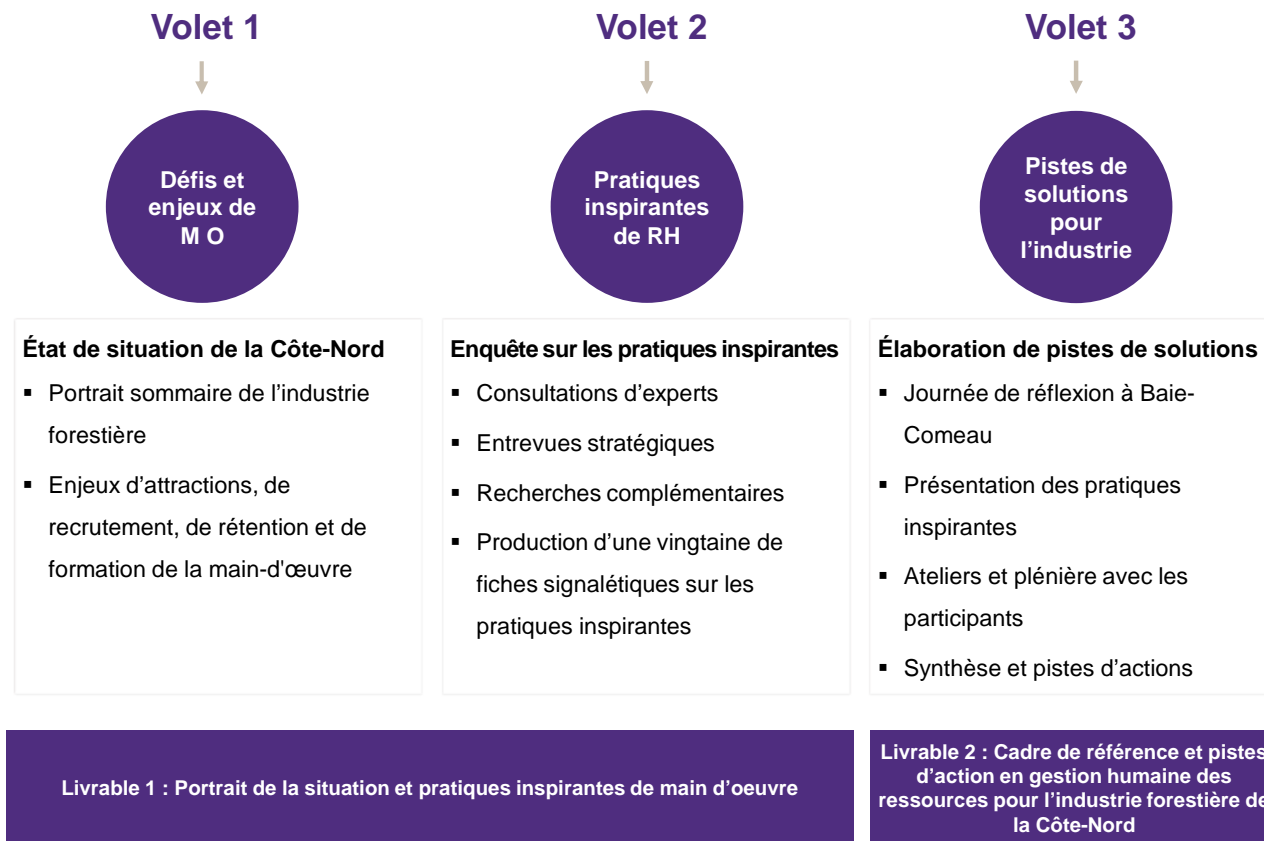 Volet 1
Défis et
enjeux de
M O
État de situation de la Côte-Nord
▪ Portrait sommaire de l'industrie
forestière
▪ Enjeux d'attractions, de
recrutement, de rétention et de
formation de la main-d'œuvre
Volet 2
Pratiques
inspirantes
de RH
Enquête sur les pratiques inspirantes
▪ Consultations d'experts
▪ Entrevues stratégiques
▪ Recherches complémentaires
▪ Production d'une vingtaine de
fiches signalétiques sur les
pratiques inspirantes
Volet 3
Pistes de
solutions
pour
l'industrie
Élaboration de pistes de solutions
▪ Journée de réflexion à Baie-
Comeau
▪ Présentation des pratiques
inspirantes
▪ Ateliers et plénière avec les
participants
▪ Synthèse et pistes d'actions
Livrable 1 : Portrait de la situation et pratiques inspirantes de main d'oeuvre
Livrable 2 : Cadre de référence et pistes
d'action en gestion humaine des
ressources pour l'industrie forestière de
la Côte-Nord